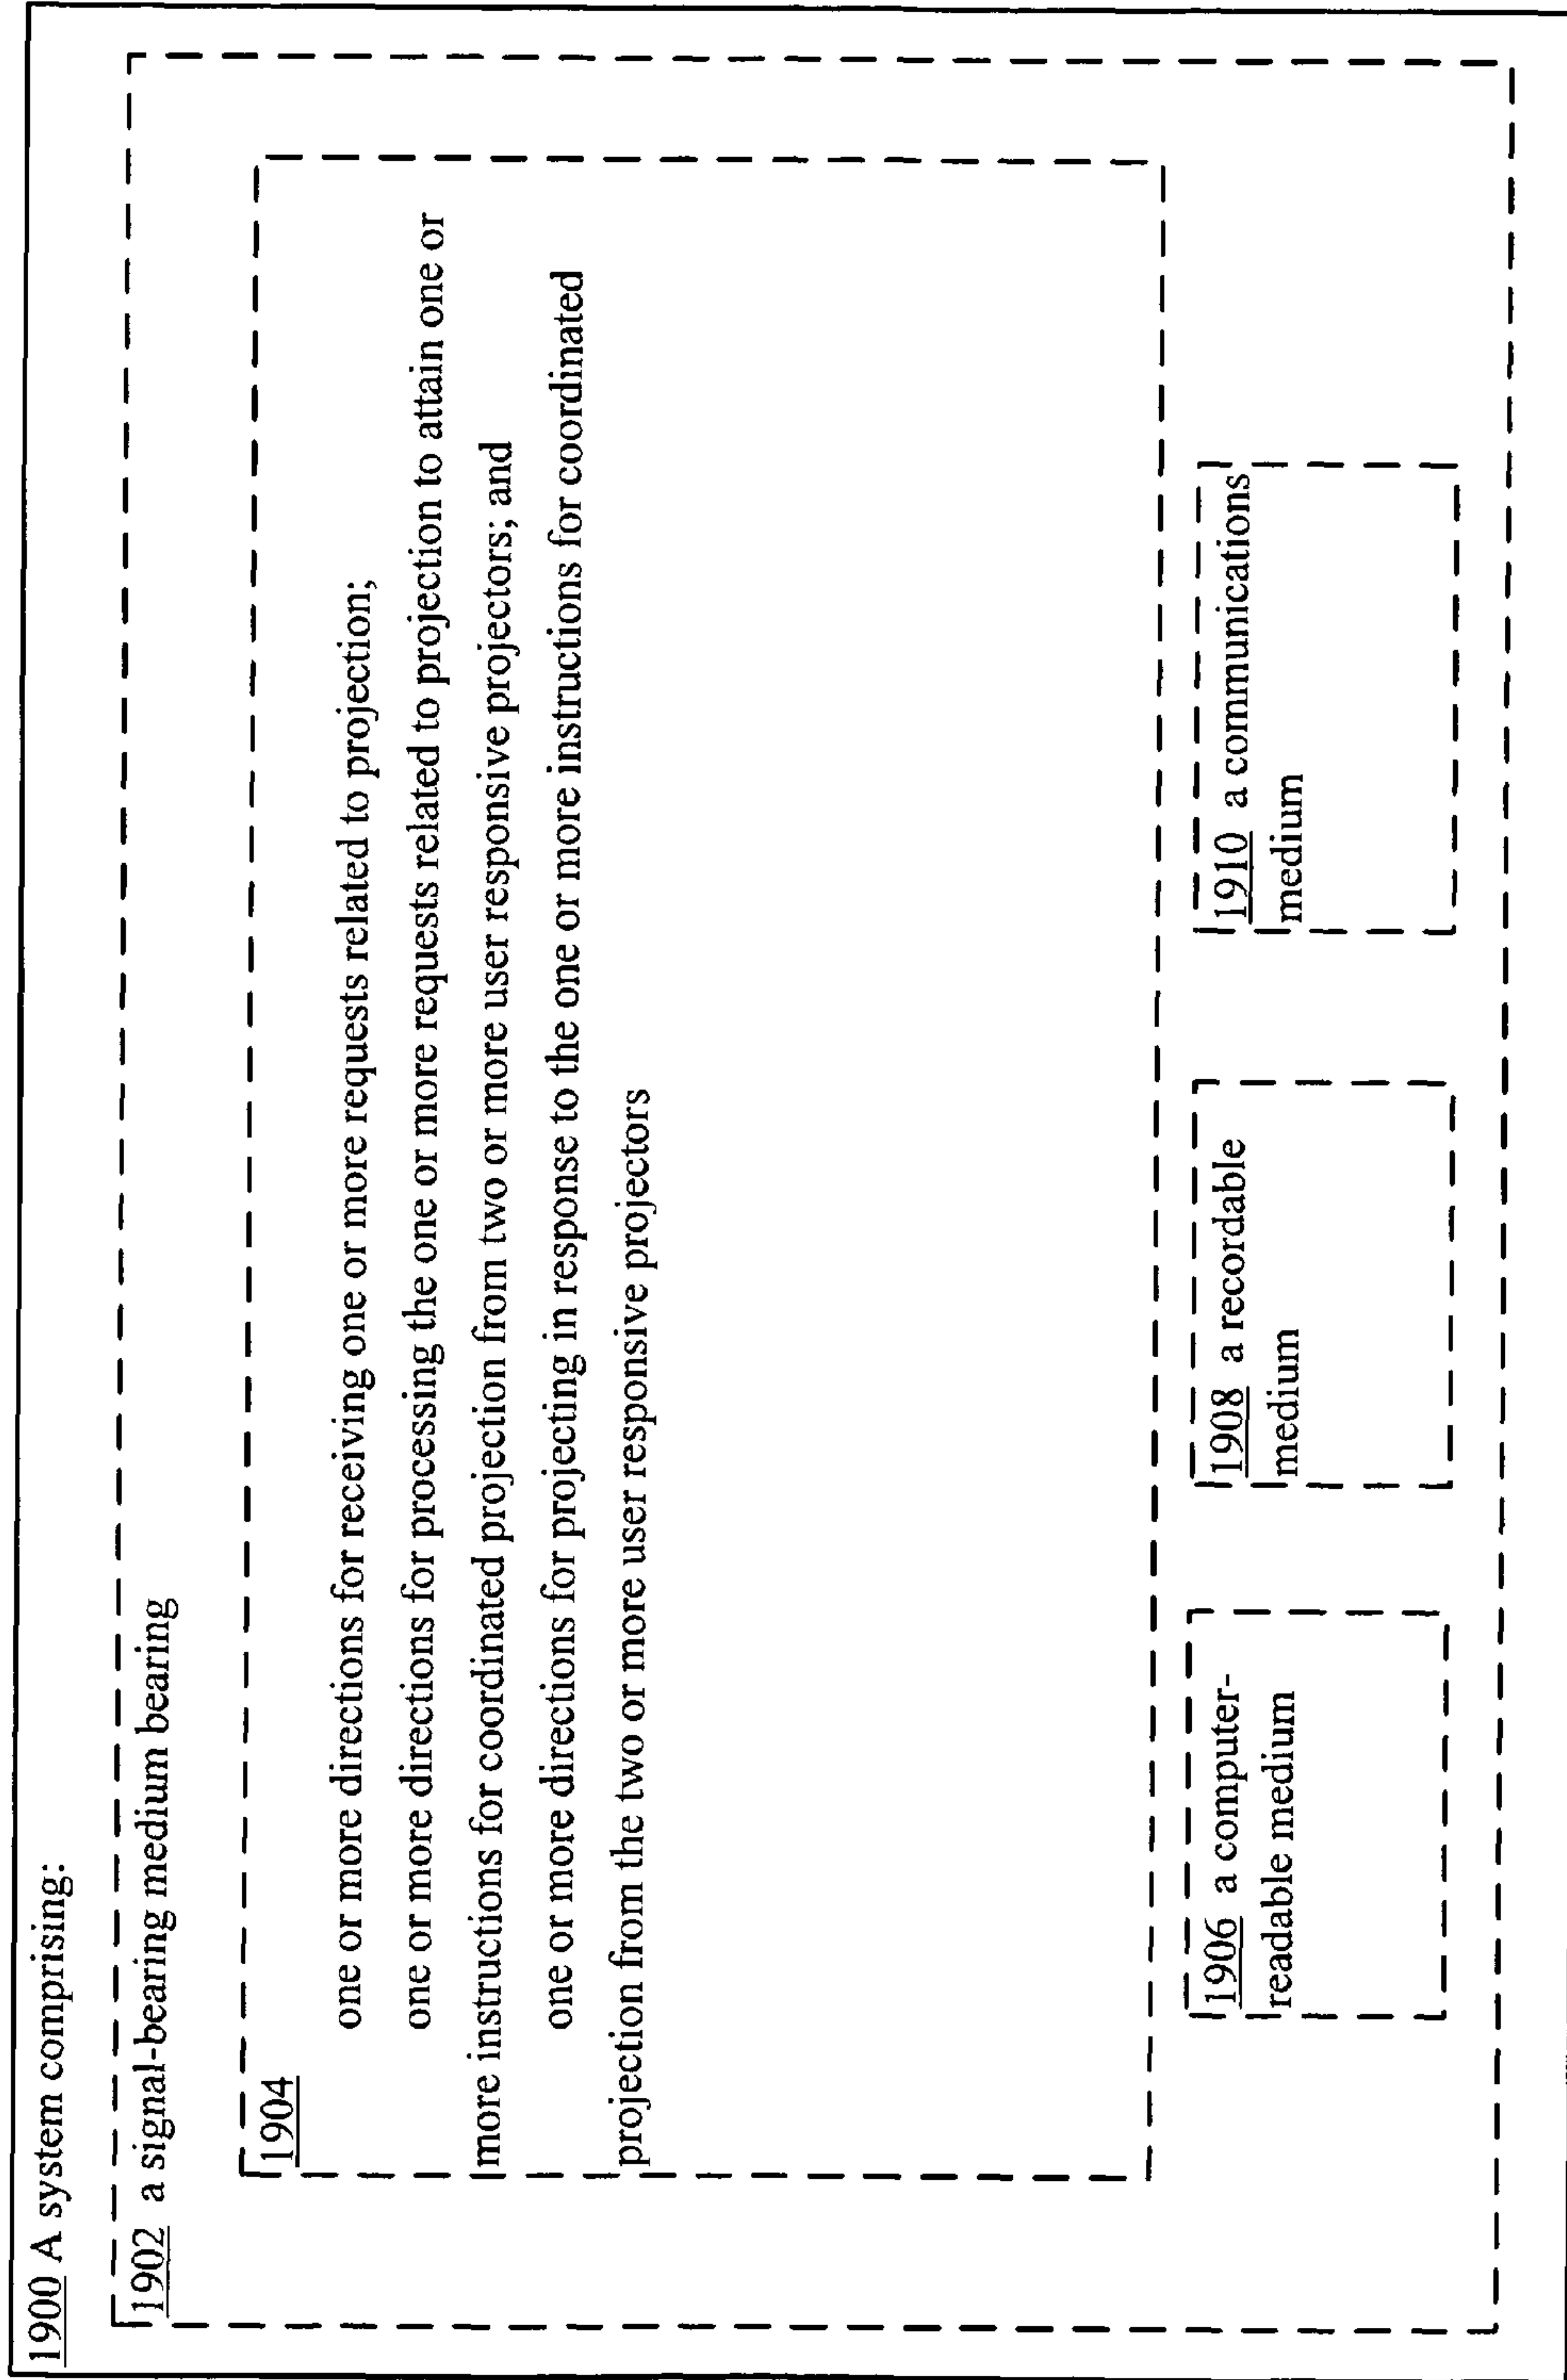 1900 A system comprising:
1902 a signal-bearing medium bearing
1904
one or more directions for receiving one or more requests related to projection;
one or more directions for processing the one or more requests related to projection to attain one or
more instructions for coordinated projection from two or more user responsive projectors; and
one or more directions for projecting in response to the one or more instructions for coordinated
projection from the two or more user responsive projectors
1906 a computer-
readable medium
1908 a recordable
medium
1910 a communications
medium